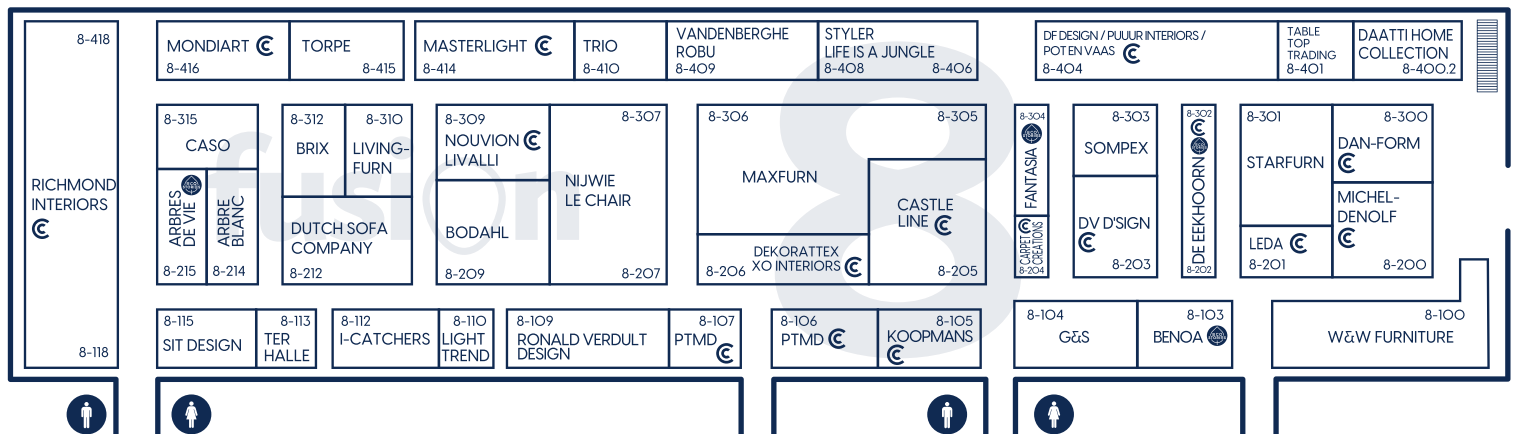 8-418
RICHMOND
INTERIORS
8-118
MONDIART
8-416
TORPE
8-415
MASTERLIGHT
8-414
TRIO
8-410
VANDENBERGHE
ROBU
8-409
STYLER
LIFE IS A JUNGLE
8-408 8-406
DF DESIGN / PUUUR INTERIORS /
POT EN VAAS
8-404
TABLE
TOP
TRADING
8-401
DAATTI HOME
COLLECTION
8-400.2
8-315
CASO
ARBRES
DE VIE
8-215
ARBRE
BLANC
8-214
8-312
BRIX
8-310
LIVING-
FURN
DUTCH SOFA
COMPANY
8-212
8-309
NOUVION
LIVALLI
BODAHL
8-209
8-307
NIJWIE
LE CHAIR
8-207
8-306 8-305
MAXFURN
DEKORATTEX
XO INTERIORS
8-206
CASTLE
LINE
8-205
8-304
FANTASIA
CARPET
CREATIONS
8-204
8-303
SOMPEX
DV D'SIGN
8-203
8-302
DE EEKHOORN
8-202
8-301
STARFURN
LEDA
8-201
8-300
DAN-FORM
MICHEL-
DENOLF
8-200
fusion
8
8-115
SIT DESIGN
8-113
TER
HALLE
8-112
I-CATCHERS
8-110
LIGHT
TREND
8-109
RONALD VERDULT
DESIGN
8-107
PTMD
8-106
PTMD
8-105
KOOPMANS
8-104
G&S
8-103
BENOA
8-100
W&W FURNITURE